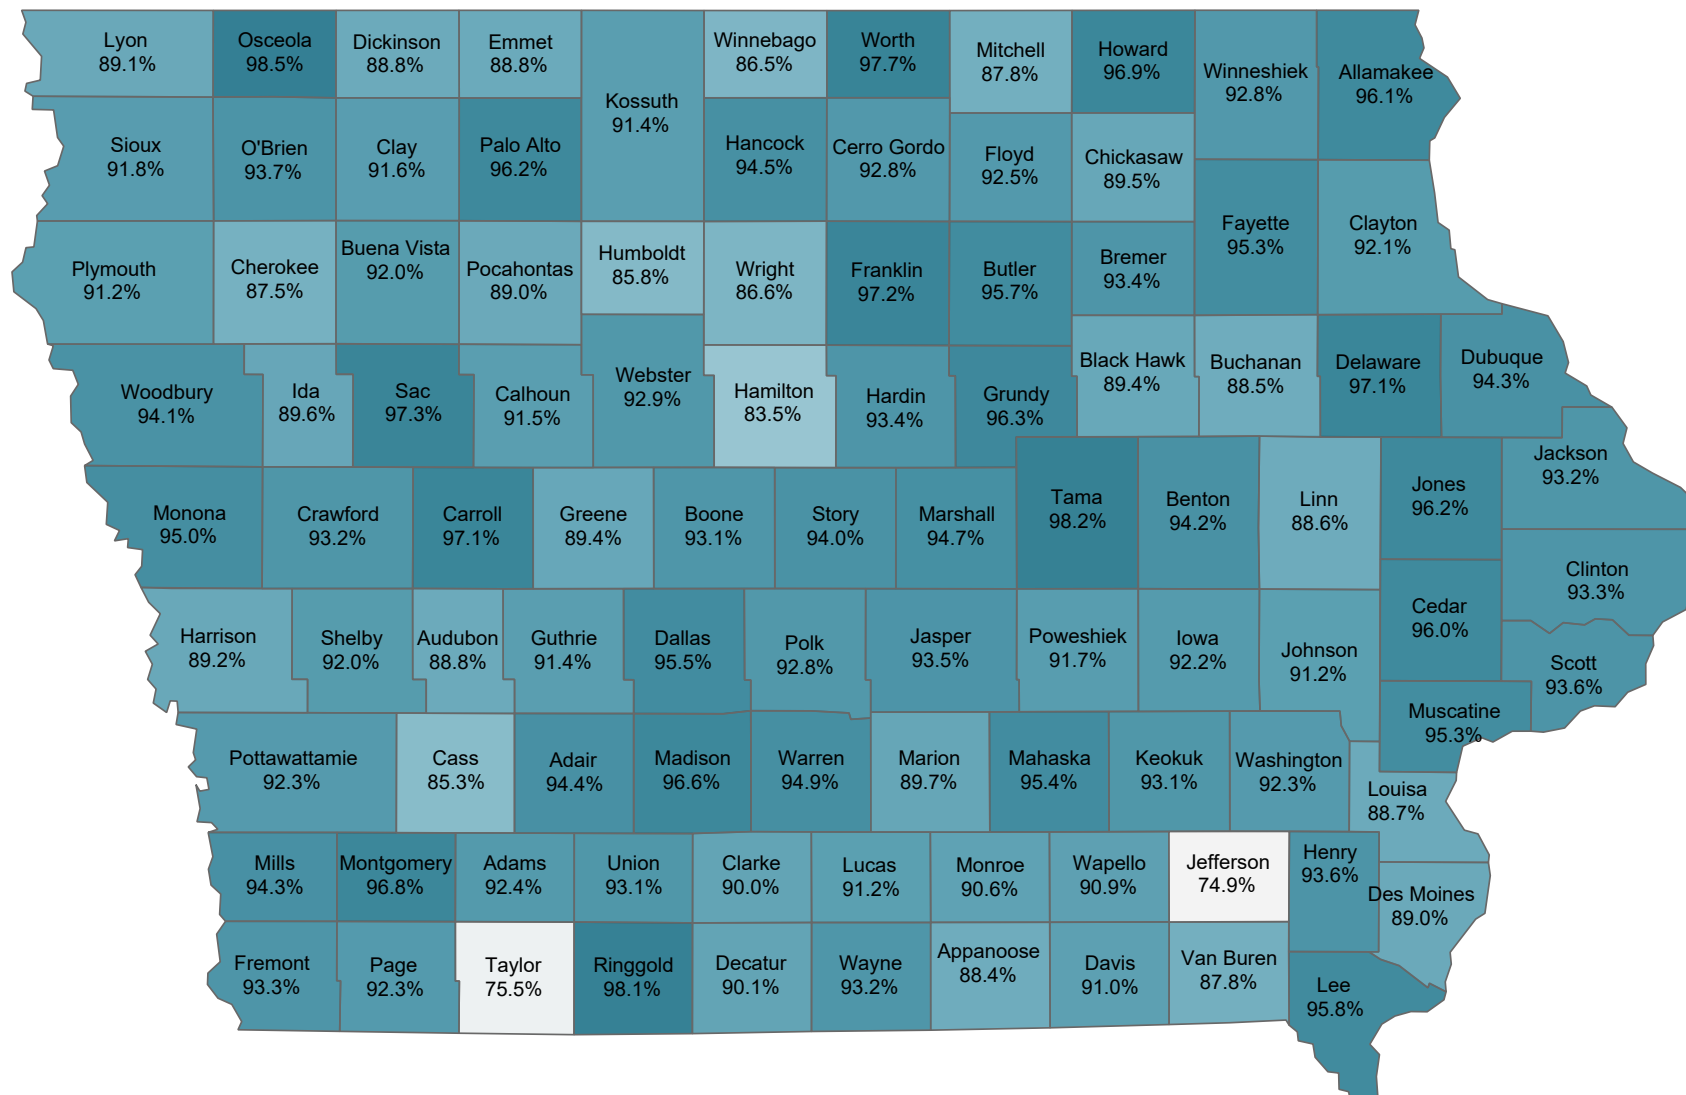 Lyon
89.1%
Osceola
98.5%
Dickinson
88.8%
Emmet
88.8%
Kossuth
91.4%
Winnebago
86.5%
Worth
97.7%
Mitchell
87.8%
Howard
96.9%
Winneshiek
92.8%
Allamakee
96.1%
Sioux
91.8%
O'Brien
93.7%
Clay
91.6%
Palo Alto
96.2%
Hancock
94.5%
Cerro Gordo
92.8%
Floyd
92.5%
Chickasaw
89.5%
Plymouth
91.2%
Cherokee
87.5%
Buena Vista
92.0%
Pocahontas
89.0%
Humboldt
85.8%
Wright
86.6%
Franklin
97.2%
Butler
95.7%
Bremer
93.4%
Fayette
95.3%
Clayton
92.1%
Woodbury
94.1%
Ida
89.6%
Sac
97.3%
Calhoun
91.5%
Webster
92.9%
Hamilton
83.5%
Hardin
93.4%
Grundy
96.3%
Black Hawk
89.4%
Buchanan
88.5%
Delaware
97.1%
Dubuque
94.3%
Monona
95.0%
Crawford
93.2%
Carroll
97.1%
Greene
89.4%
Boone
93.1%
Story
94.0%
Marshall
94.7%
Tama
98.2%
Benton
94.2%
Linn
88.6%
Jones
96.2%
Jackson
93.2%
Clinton
93.3%
Harrison
89.2%
Shelby
92.0%
Audubon
88.8%
Guthrie
91.4%
Dallas
95.5%
Polk
92.8%
Jasper
93.5%
Poweshiek
91.7%
Iowa
92.2%
Johnson
91.2%
Cedar
96.0%
Scott
93.6%
Muscatine
95.3%
Pottawattamie
92.3%
Cass
85.3%
Adair
94.4%
Madison
96.6%
Warren
94.9%
Marion
89.7%
Mahaska
95.4%
Keokuk
93.1%
Washington
92.3%
Louisa
88.7%
Mills
94.3%
Montgomery
96.8%
Adams
92.4%
Union
93.1%
Clarke
90.0%
Lucas
91.2%
Monroe
90.6%
Wapello
90.9%
Jefferson
74.9%
Henry
93.6%
Des Moines
89.0%
Fremont
93.3%
Page
92.3%
Taylor
75.5%
Ringgold
98.1%
Decatur
90.1%
Wayne
93.2%
Appanoose
88.4%
Davis
91.0%
Van Buren
87.8%
Lee
95.8%